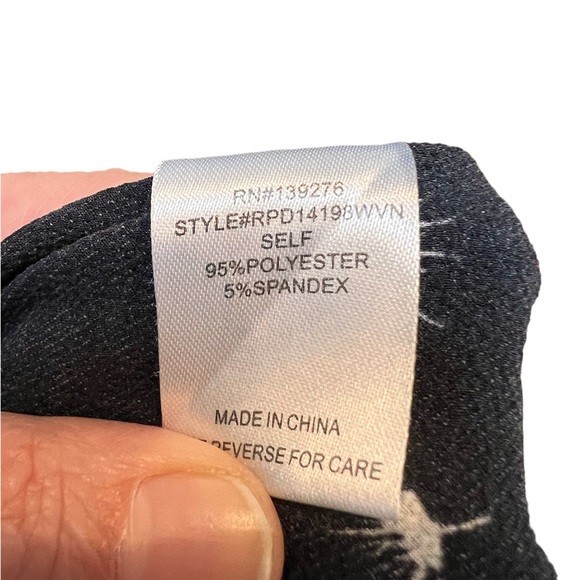 RN#139276
STYLE#RPD14198WVN
SELF
95%POLYESTER
5%SPANDEX
MADE IN CHINA
REVERSE FOR CARE